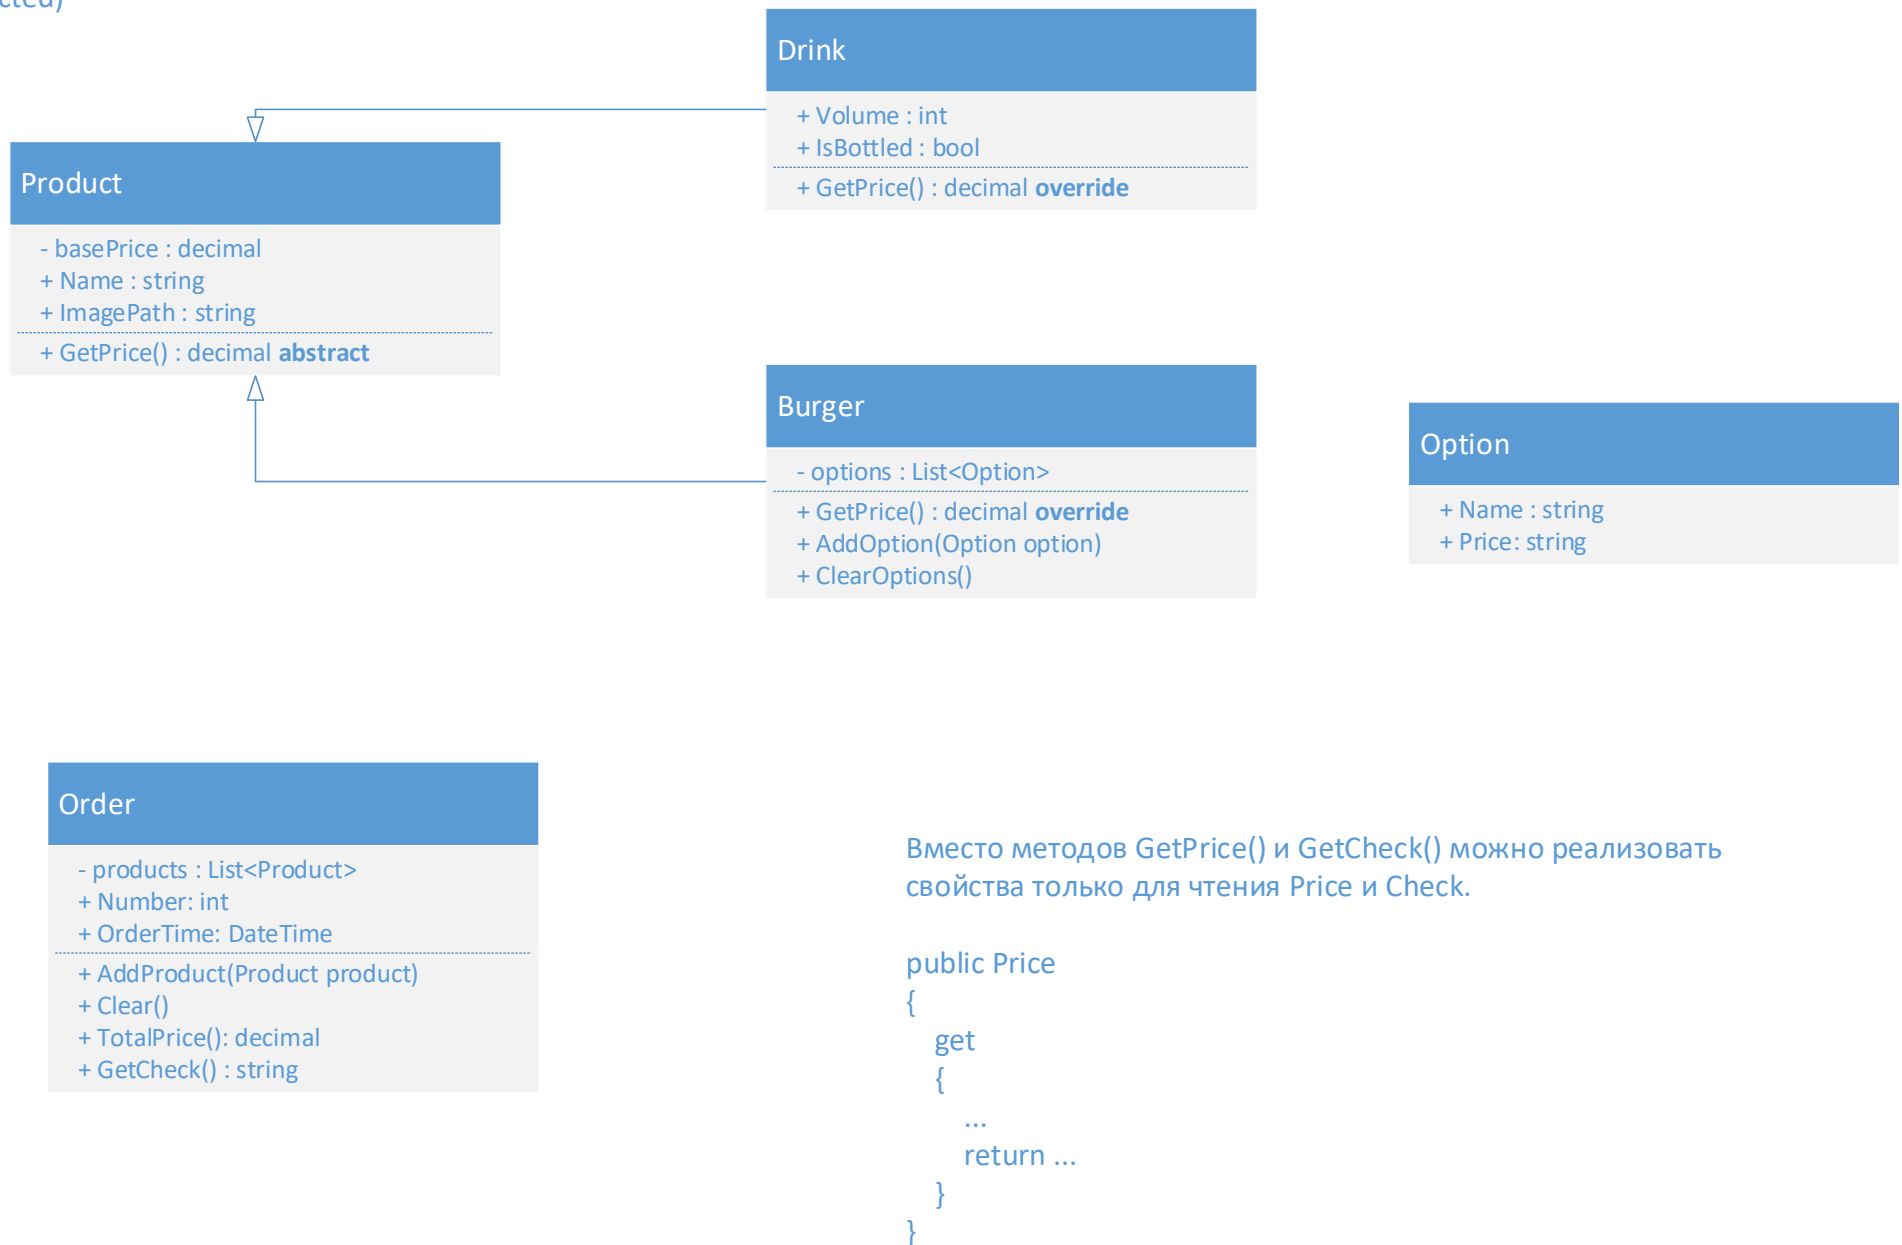 cted)
Drink
+ Volume : int
+ IsBottled : bool
+ GetPrice() : decimal override
Product
- basePrice : decimal
+ Name : string
+ ImagePath : string
+ GetPrice() : decimal abstract
Burger
- options : List<Option>
+ GetPrice() : decimal override
+ AddOption(Option option)
+ ClearOptions()
Option
+ Name : string
+ Price: string
Order
- products : List<Product>
+ Number: int
+ OrderTime: DateTime
+ AddProduct(Product product)
+ Clear()
+ TotalPrice(): decimal
+ GetCheck() : string
Вместо методов GetPrice() и GetCheck() можно реализовать
свойства только для чтения Price и Check.
public Price
{
get
{
...
return ...
}
}